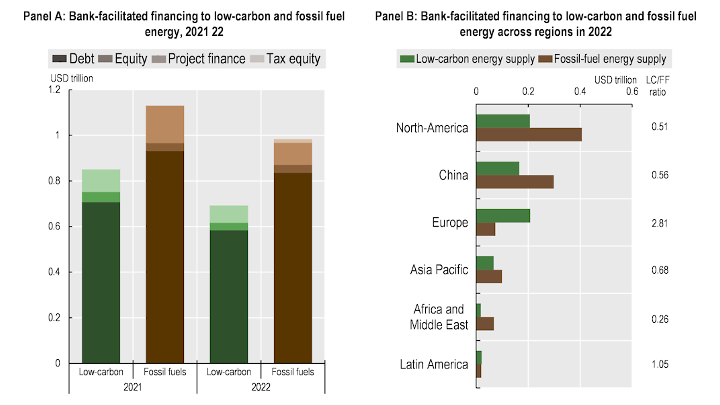 Panel A: Bank-facilitated financing to low-carbon and fossil fuel
energy, 2021 22
Debt Equity Project finance Tax equity
USD trillion
1.2
1
0.8
0.6
0.4
0.2
0
Low-carbon Fossil fuels Low-carbon Fossil fuels
2021 2022
Panel B: Bank-facilitated financing to low-carbon and fossil fuel
energy across regions in 2022
Low-carbon energy supply Fossil-fuel energy supply
USD trillion LC/FF
ratio
0 0.2 0.4 0.6
North-America 0.51
China 0.56
Europe 2.81
Asia Pacific 0.68
Africa and
Middle East 0.26
Latin America 1.05